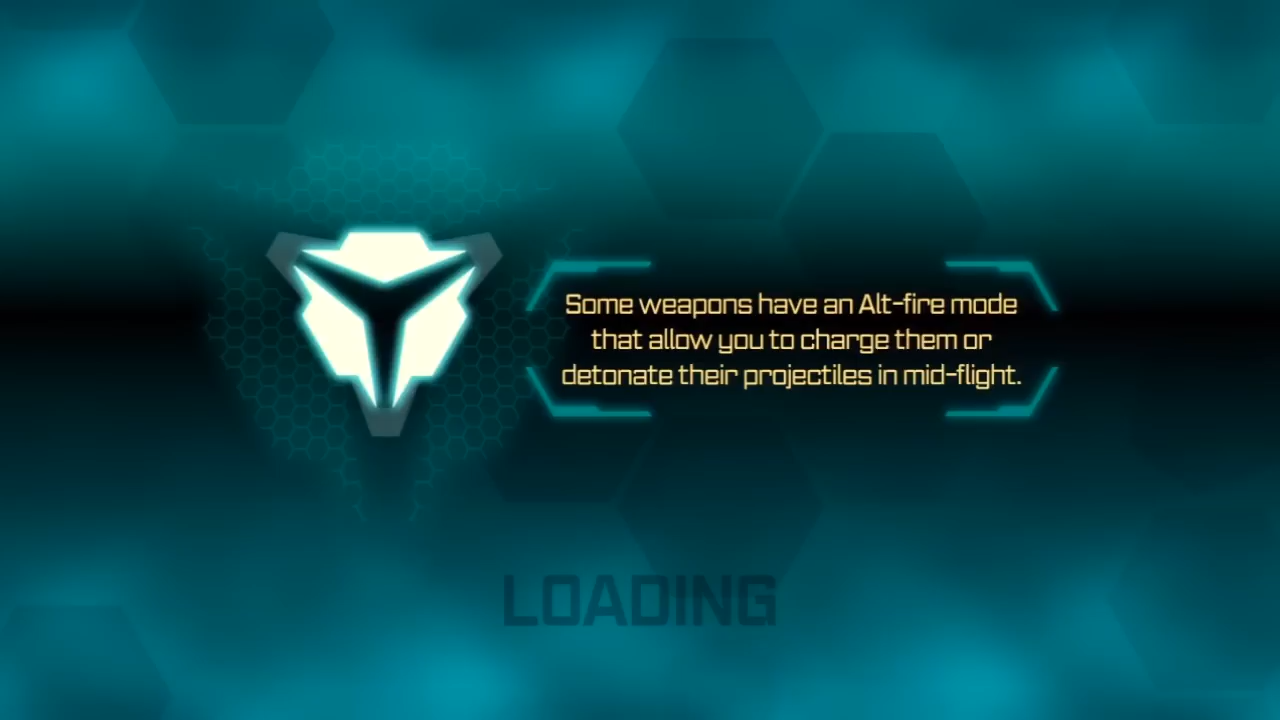 Some weapons have an Alt-fire mode
that allow you to charge them or
detonate their projectiles in mid-flight.
LOADING